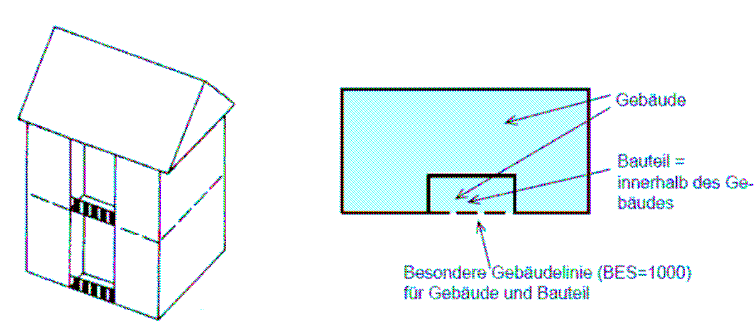 Gebäude
Bauteil =
innerhalb des Ge-
bäudes
Besondere Gebäudelinie (BES=1000)
für Gebäude und Bauteil